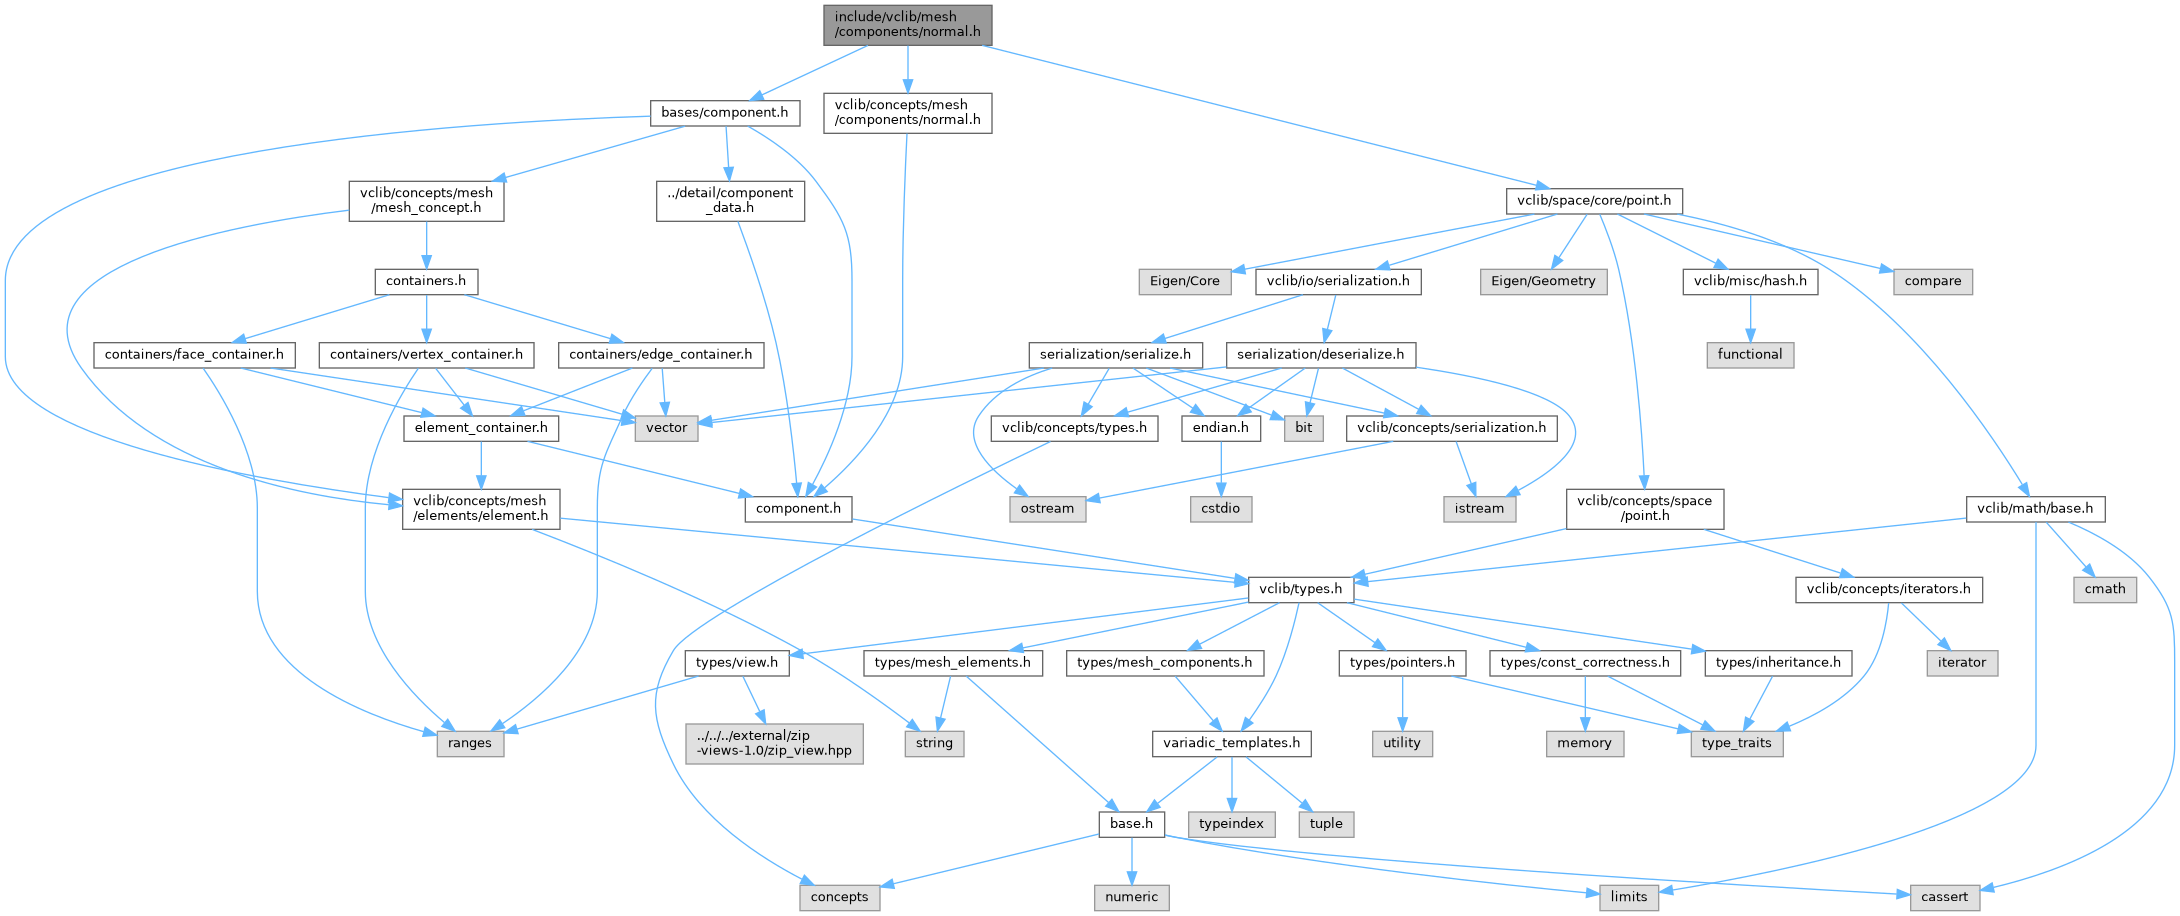 include/vclib/mesh
/components/normal.h
bases/component.h
vclib/concepts/mesh
/components/normal.h
vclib/concepts/mesh
/mesh_concept.h
../detail/component
_data.h
vclib/space/core/point.h
containers.h
Eigen/Core
vclib/io/serialization.h
Eigen/Geometry
vclib/misc/hash.h
compare
containers/face_container.h
containers/vertex_container.h
containers/edge_container.h
serialization/serialize.h
serialization/deserialize.h
functional
element_container.h
vector
vclib/concepts/types.h
endian.h
bit
vclib/concepts/serialization.h
vclib/concepts/mesh
/elements/element.h
component.h
ostream
cstdio
istream
vclib/concepts/space
/point.h
vclib/math/base.h
vclib/types.h
vclib/concepts/iterators.h
cmath
types/view.h
types/mesh_elements.h
types/mesh_components.h
types/pointers.h
types/const_correctness.h
types/inheritance.h
iterator
ranges
../../../external/zip
-views-1.0/zip_view.hpp
string
variadic_templates.h
utility
memory
type_traits
base.h
typeindex
tuple
concepts
numeric
limits
cassert